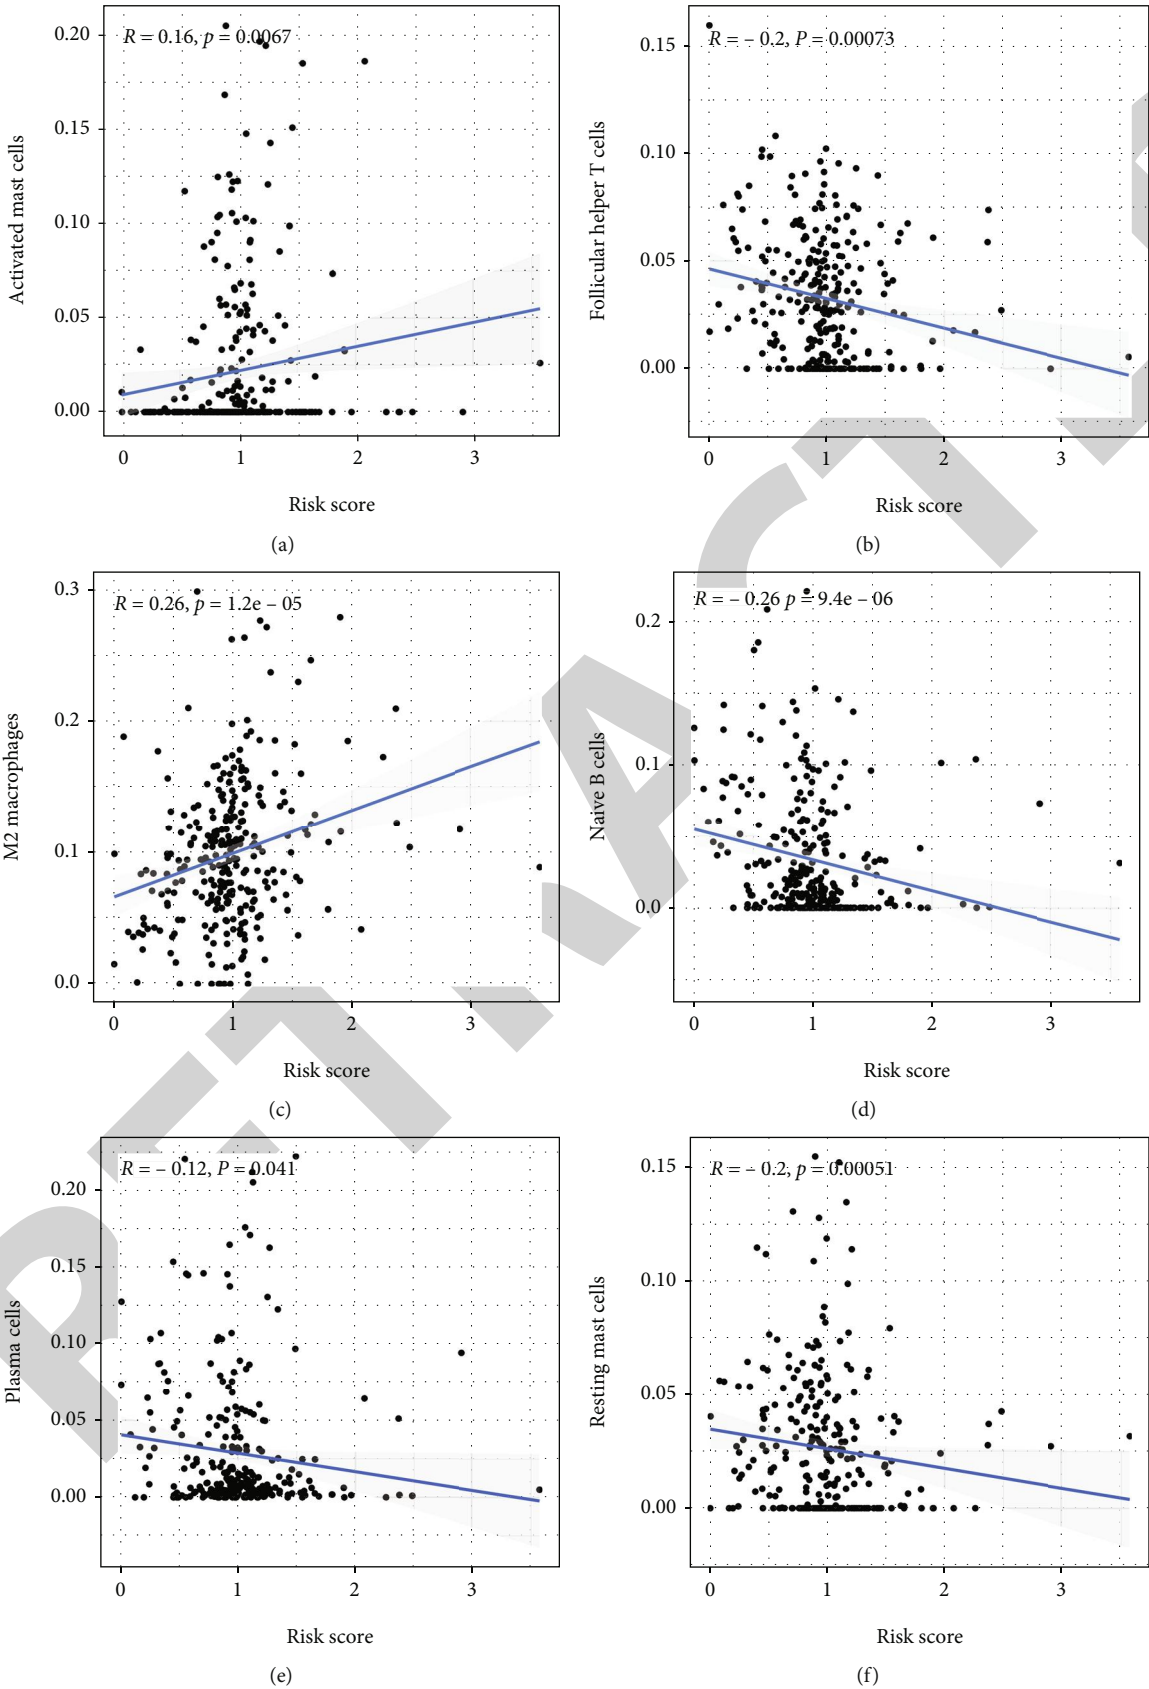 R = 0.16, p = 0.0067
0.20
0.15
0.10
0.05
0.00
Activated mast cells
0 1 2 3
Risk score
(a)
R = – 0.2, P = 0.00073
0.15
0.10
0.05
0.00
Follicular helper T cells
0 1 2 3
Risk score
(b)
R = 0.26, p = 1.2e – 05
0.3
0.2
0.1
0.0
M2 macrophages
0 1 2 3
Risk score
(c)
R = – 0.26 p = 9.4e – 06
0.2
0.1
0.0
Naive B cells
0 1 2 3
Risk score
(d)
R = – 0.12, P = 0.041
0.20
0.15
0.10
0.05
0.00
Plasma cells
0 1 2 3
Risk score
(e)
R = – 0.2, p = 0.00051
0.15
0.10
0.05
0.00
Resting mast cells
0 1 2 3
Risk score
(f)